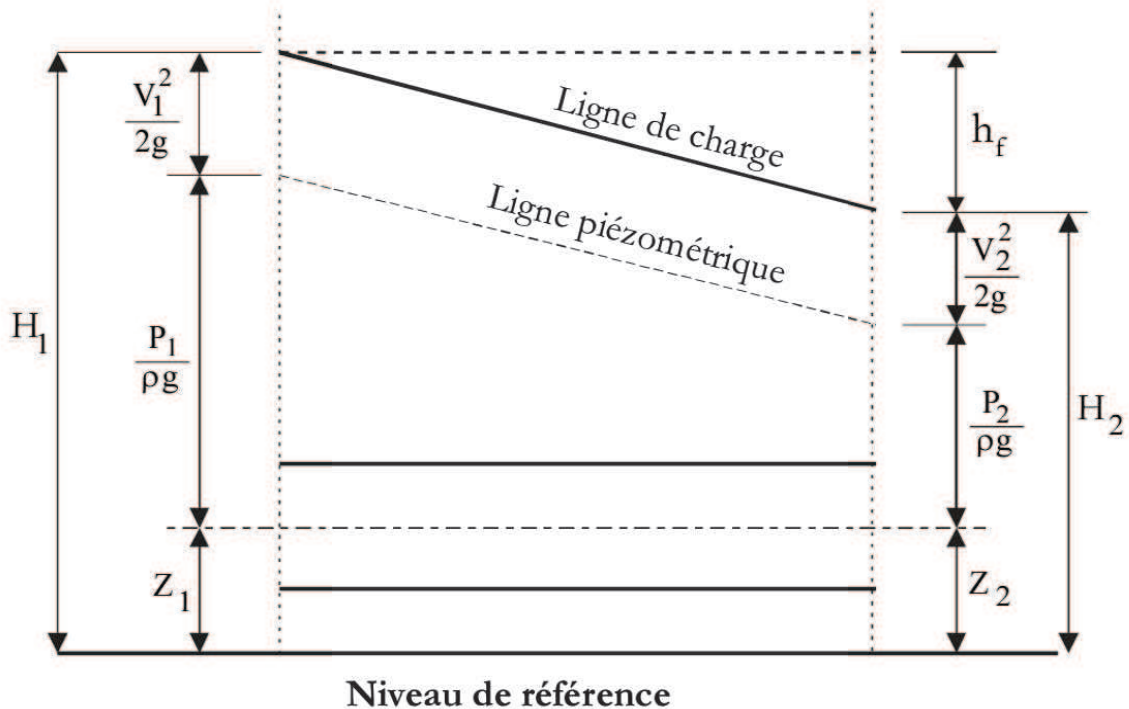 V₁²
2g
Ligne de charge
h_f
Ligne piézométrique
V₂²
2g
H₁
P₁
ρg
P₂
ρg
H₂
Z₁
Z₂
Niveau de référence